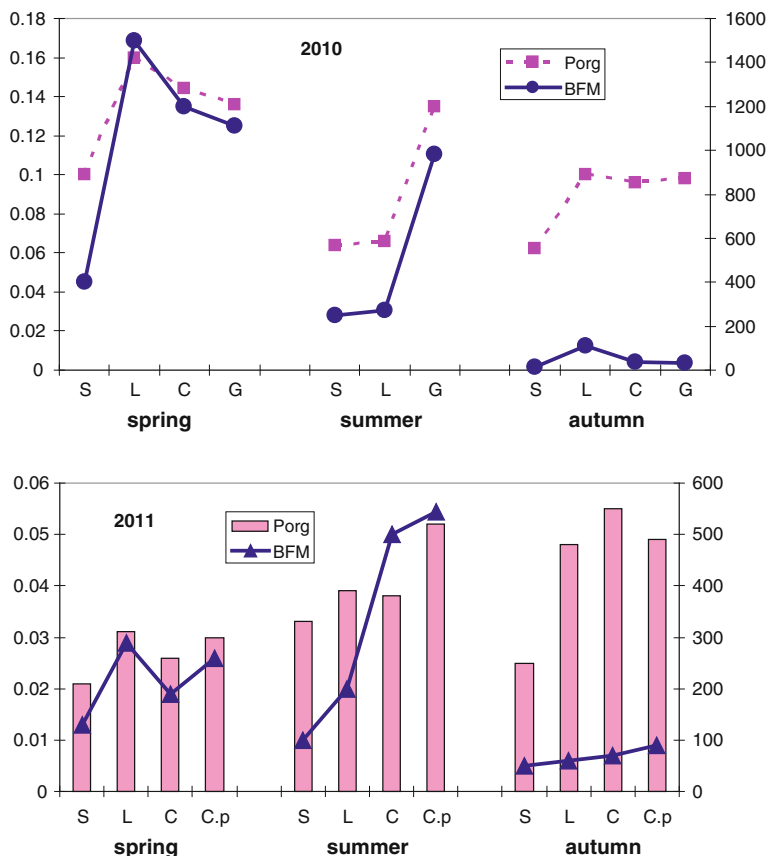 0.18 1600
0.16 2010 1400
Porg
0.14 BFM 1200
0.12 1000
0.1 800
0.08 600
0.06 400
0.04 200
0.02
0 0
S L C G S L G S C G
spring summer autumn
0.06 600
2011 Porg
0.05 BFM 500
0.04 400
0.03 300
0.02 200
0.01 100
0 0
S L C C.p S L C C.p S L C C.p
spring summer autumn